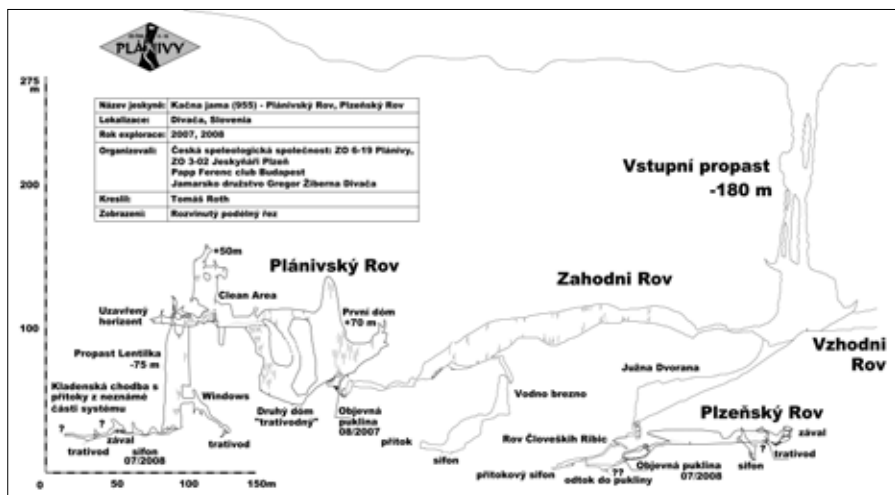 PLÁNIVY
275
m
200
100
0
50
100
150m
Název jeskyně: Kačna jama (955) - Plánivský Rov, Plzeňský Rov
Lokalizace: Divača, Slovenia
Rok explorace: 2007, 2008
Organizovali: Česká speleologická společnost: ZO 6-19 Plánivy,
ZO 3-02 Jeskyňáři Plzeň
Papp Ferenc club Budapest
Jamarsko družstvo Gregor Žiberna Divača
Kreslil: Tomáš Roth
Zobrazení: Rozvinutý podélný řez
Vstupní propast
-180 m
+50m
Plánivský Rov
Clean Area
Uzavřený
horizont
První dóm
+70 m
Zahodni Rov
Propast Lentilka
-75 m
Vzhodni
Rov
Kladenská chodba s
přítoky z neznámé
části systému
Windows
Južna Dvorana
Vodno brezno
Druhý dóm
"trativodný"
Objevná
puklina
08/2007
Plzeňský Rov
?
?
zával
trativod
sifon
07/2008
trativod
přítok
sifon
Rov Človeških Ribic
přítokový sifon
??
odtok do pukliny
Objevná puklina
07/2008
sifon
?
zával
trativod